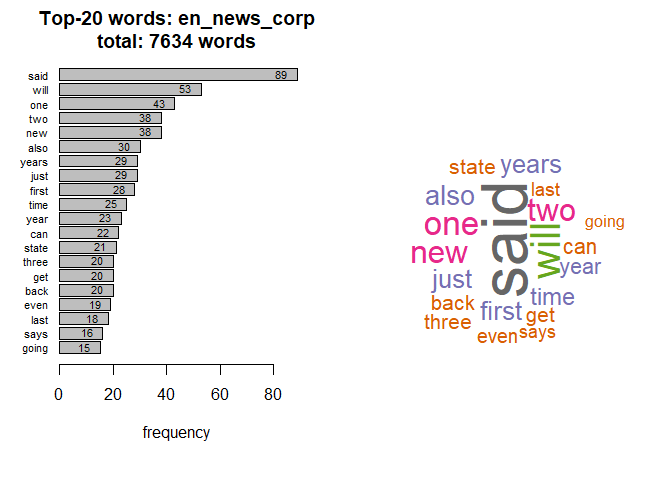 Top-20 words: en_news_corp
total: 7634 words
said 89
will 53
one 43
two 38
new 38
also 30
years 29
just 29
first 28
time 25
year 23
can 22
state 21
three 20
get 20
back 20
even 19
last 18
says 16
going 15
0 20 40 60 80
frequency
state years
also last
one said two going
new will can
just year
back first time
three get
even says